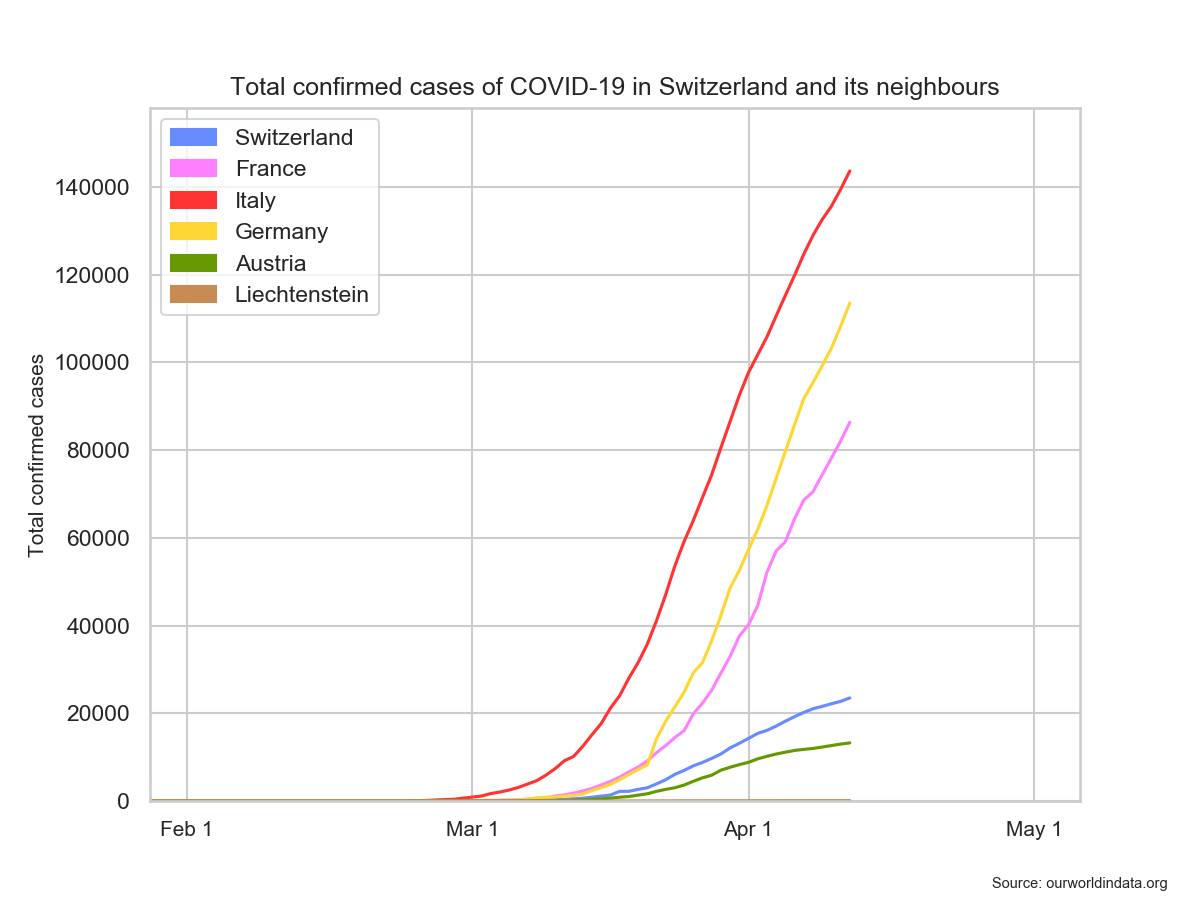 Total confirmed cases of COVID-19 in Switzerland and its neighbours
Switzerland
France
Italy
Germany
Austria
Liechtenstein
Total confirmed cases
140000
120000
100000
80000
60000
40000
20000
0
Feb 1
Mar 1
Apr 1
May 1
Source: ourworldindata.org